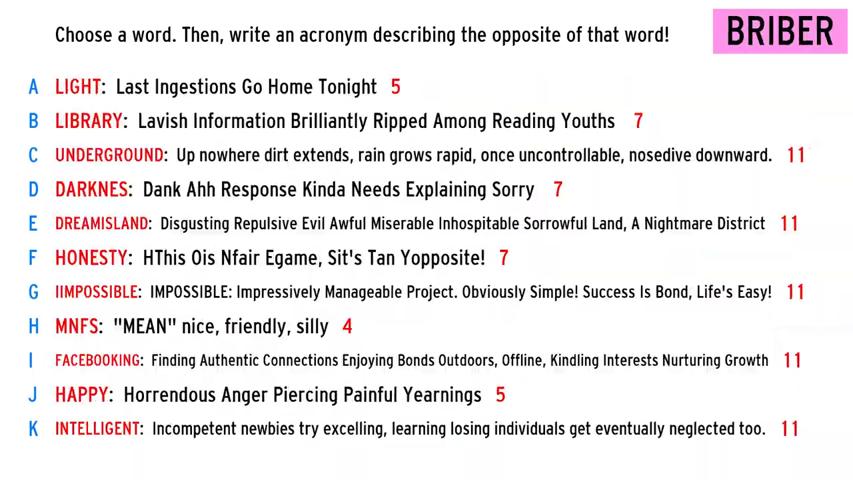 Choose a word. Then, write an acronym describing the opposite of that word! BRIBER
A LIGHT: Last Ingestions Go Home Tonight 5
B LIBRARY: Lavish Information Brilliantly Ripped Among Reading Youths 7
C UNDERGROUND: Up nowhere dirt extends, rain grows rapid, once uncontrollable, nosedive downward. 11
D DARKNES: Dank Ahh Response Kinda Needs Explaining Sorry 7
E DREAMISLAND: Disgusting Repulsive Evil Awful Miserable Inhospitable Sorrowful Land, A Nightmare District 11
F HONESTY: HThis Ois Nfair Egame, Sit's Tan Yopposite! 7
G IIMPOSSIBLE: IMPOSSIBLE: Impressively Manageable Project. Obviously Simple! Success Is Bond, Life's Easy! 11
H MNFS: "MEAN" nice, friendly, silly 4
I FACEBOOKING: Finding Authentic Connections Enjoying Bonds Outdoors, Offline, Kindling Interests Nurturing Growth 11
J HAPPY: Horrendous Anger Piercing Painful Yearnings 5
K INTELLIGENT: Incompetent newbies try excelling, learning losing individuals get eventually neglected too. 11